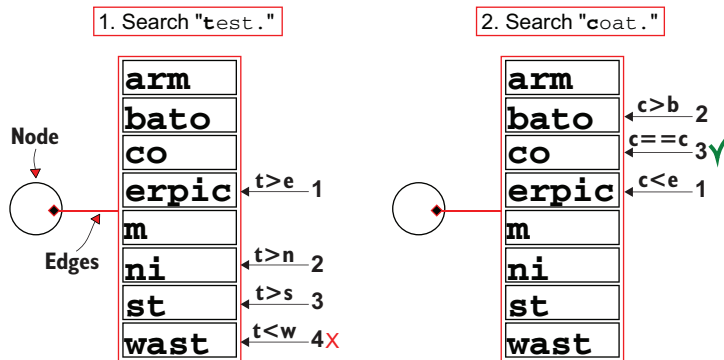 1. Search "test."
arm
bato
co
erpic
m
ni
st
wast
Node
Edges
t>e 1
t>n 2
t>s 3
t<w 4X
2. Search "coat."
arm
bato
co
erpic
m
ni
st
wast
c>b 2
c==c 3✓
c<e 1